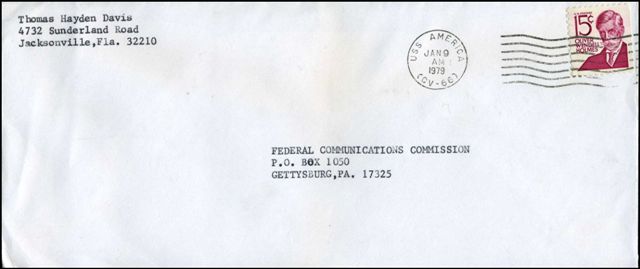 Thomas Hayden Davis
4732 Sunderland Road
Jacksonville,Fla. 32210
USS AMERICA
JAN 9
AM
1979
(CV-66)
15c
OLIVER
WENDELL
HOLMES
FEDERAL COMMUNICATIONS COMMISSION
P.O. BOX 1050
GETTYSBURG,PA. 17325